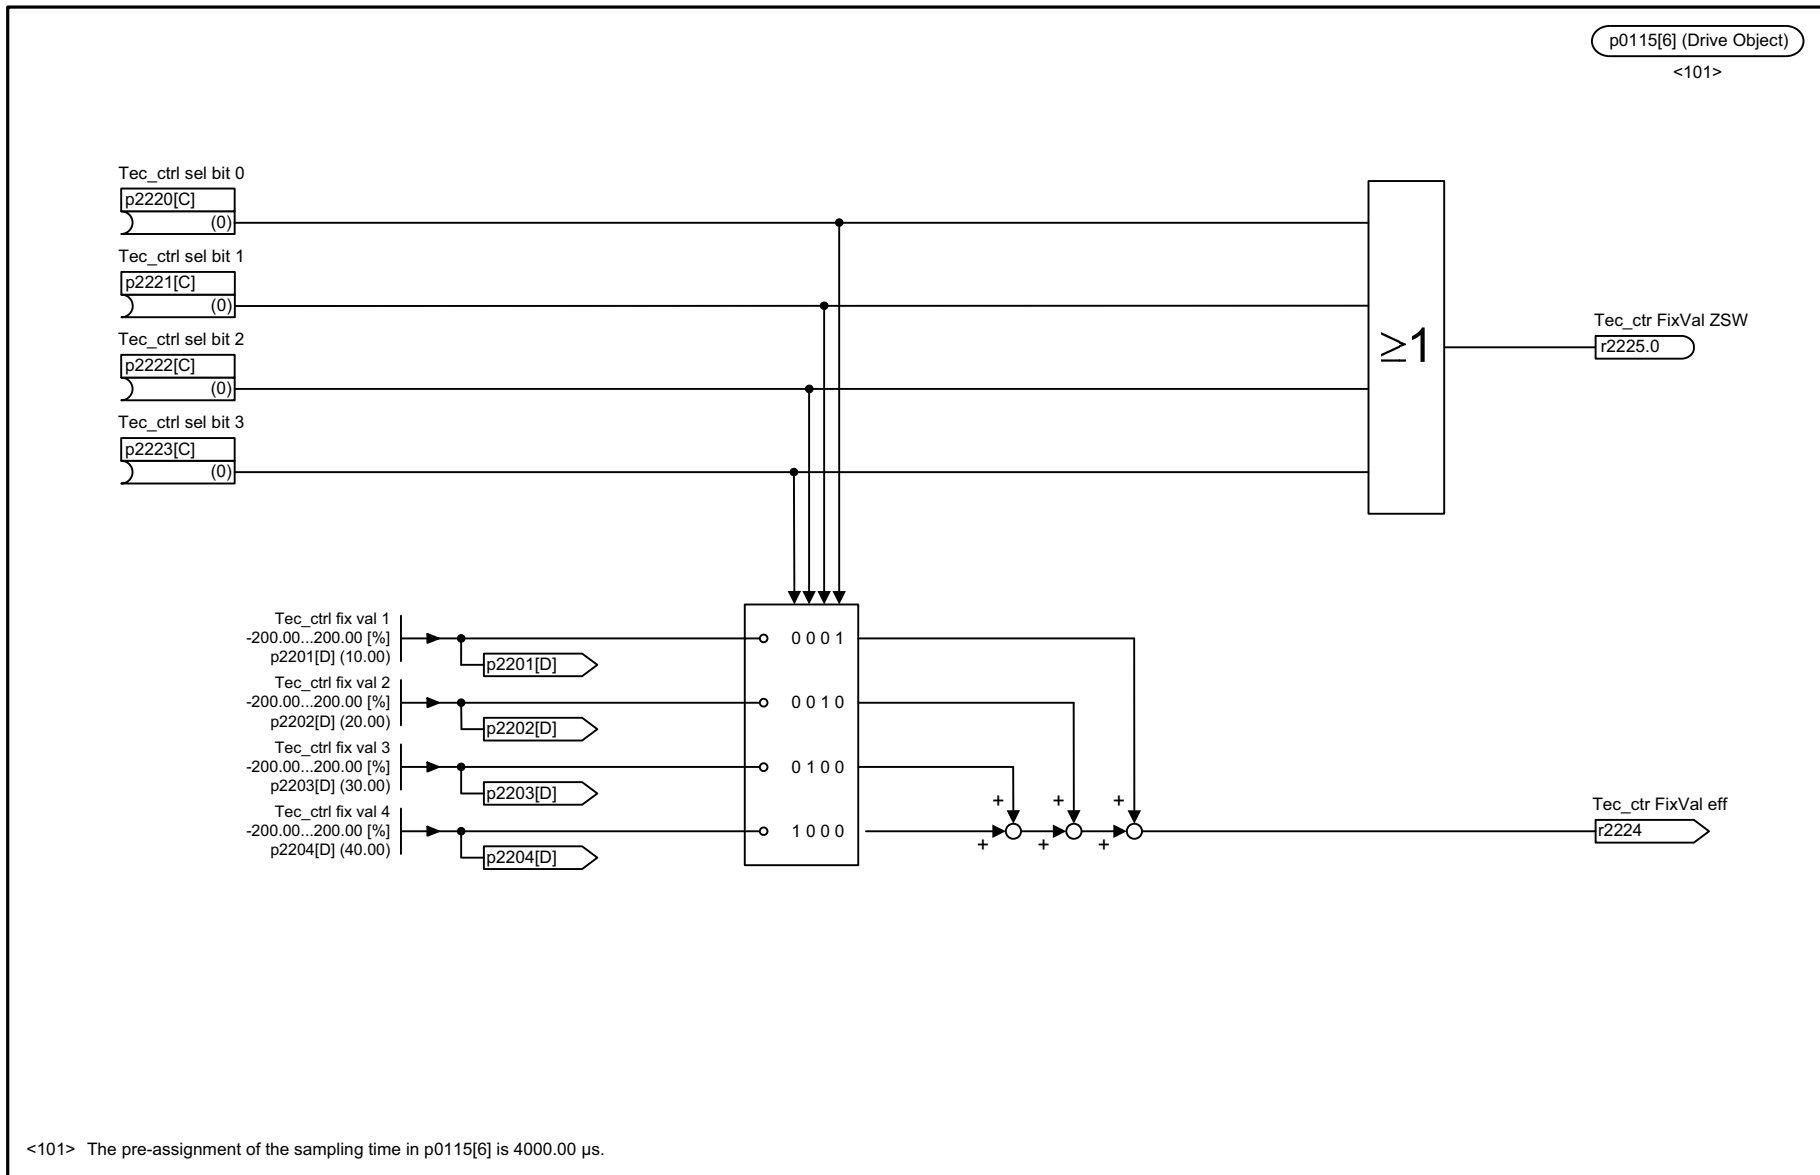 p0115[6] (Drive Object)
<101>
Tec_ctrl sel bit 0
p2220[C]
(0)
Tec_ctrl sel bit 1
p2221[C]
(0)
Tec_ctrl sel bit 2
p2222[C]
(0)
Tec_ctrl sel bit 3
p2223[C]
(0)
≥1
Tec_ctr FixVal ZSW
r2225.0
Tec_ctrl fix val 1
-200.00...200.00 [%]
p2201[D] (10.00)
p2201[D]
0 0 0 1
Tec_ctrl fix val 2
-200.00...200.00 [%]
p2202[D] (20.00)
p2202[D]
0 0 1 0
Tec_ctrl fix val 3
-200.00...200.00 [%]
p2203[D] (30.00)
p2203[D]
0 1 0 0
Tec_ctrl fix val 4
-200.00...200.00 [%]
p2204[D] (40.00)
p2204[D]
1 0 0 0
+ + +
+ + +
Tec_ctr FixVal eff
r2224
<101> The pre-assignment of the sampling time in p0115[6] is 4000.00 µs.